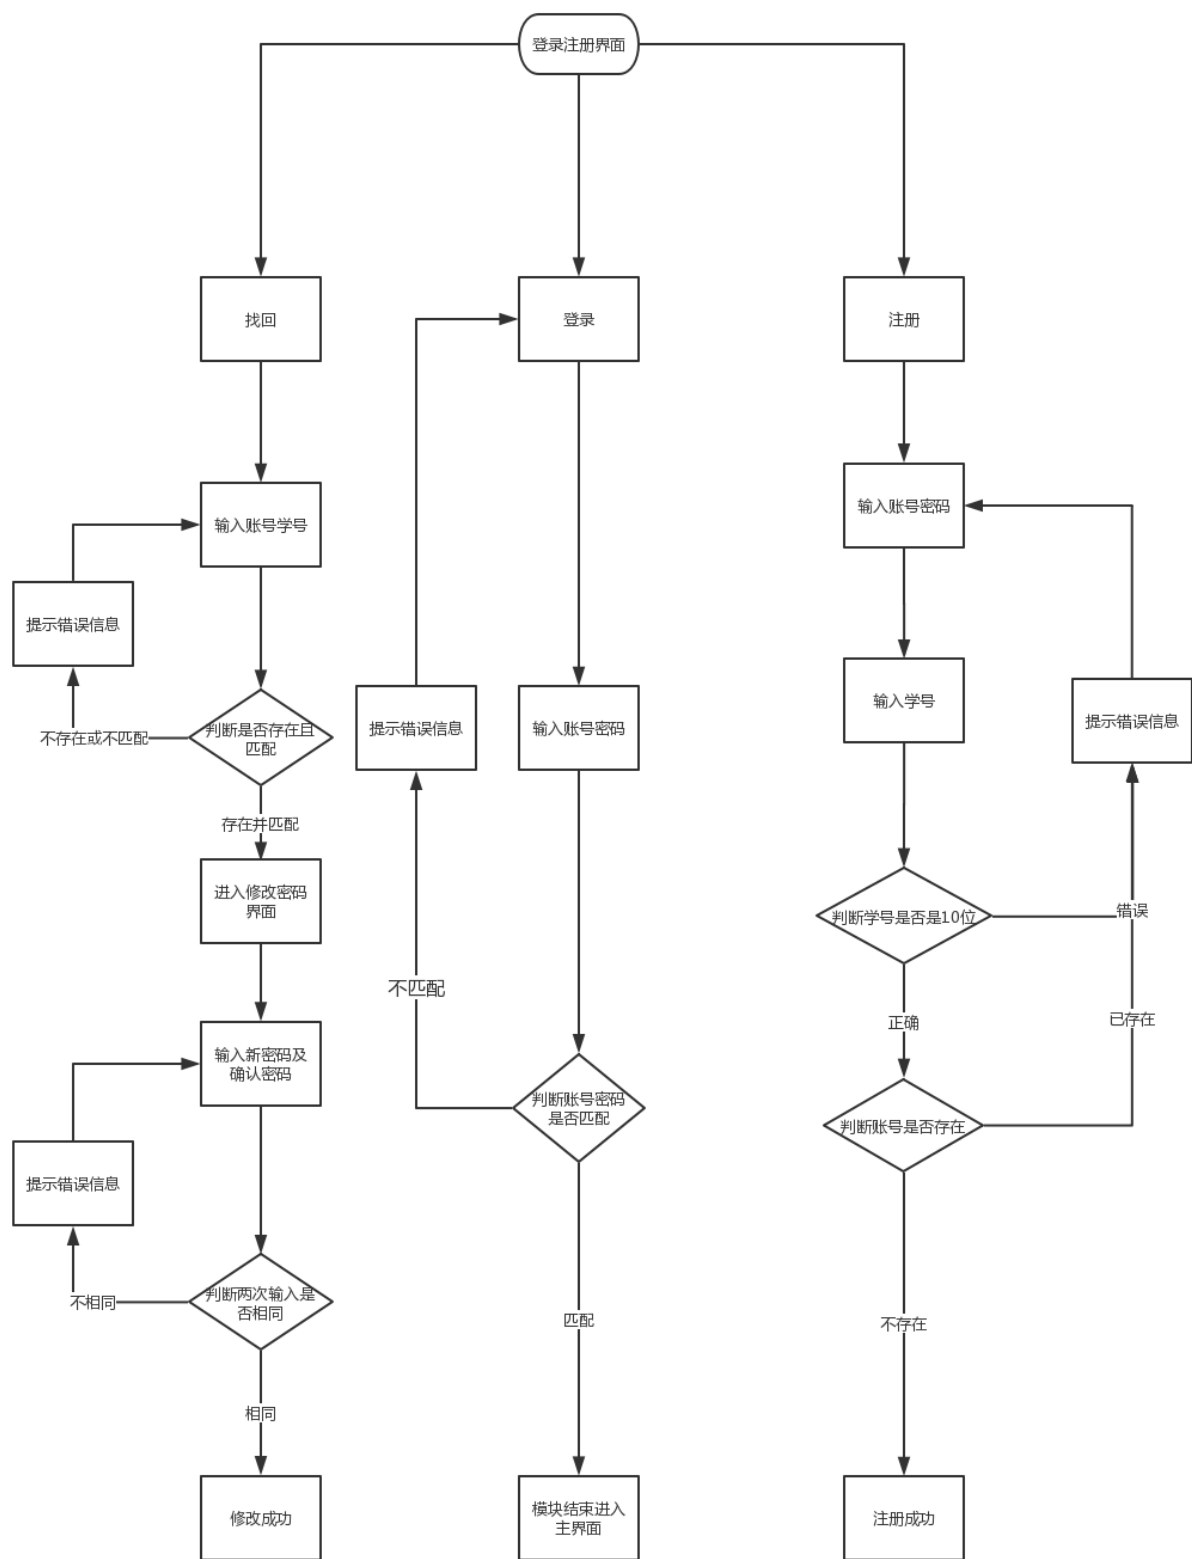 登录注册界面
找回
登录
注册
输入账号学号
输入账号密码
提示错误信息
输入学号
判断是否存在且
匹配
不存在或不匹配
提示错误信息
输入账号密码
提示错误信息
存在并匹配
进入修改密码
界面
判断学号是否是10位
错误
不匹配
正确
已存在
输入新密码及
确认密码
判断账号密码
是否匹配
判断账号是否存在
提示错误信息
判断两次输入是
否相同
不相同
匹配
不存在
相同
修改成功
模块结束进入
主界面
注册成功